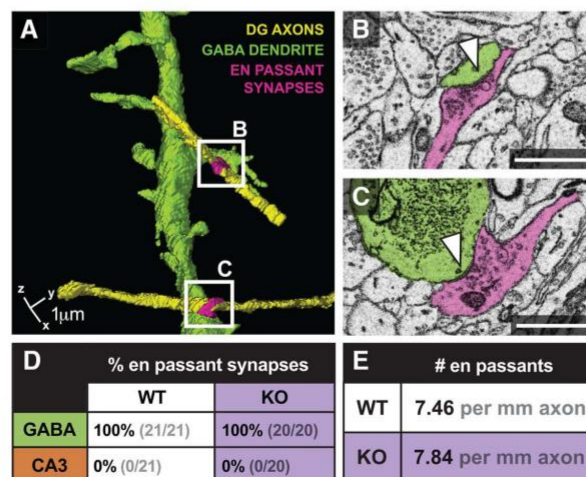 A
DG AXONS
GABA DENDRITE
EN PASSANT
SYNAPSES
B
C
z
y
x
1μm
B
C
D
% en passant synapses
WT KO
GABA 100% (21/21) 100% (20/20)
CA3 0% (0/21) 0% (0/20)
E
# en passants
WT 7.46 per mm axon
KO 7.84 per mm axon